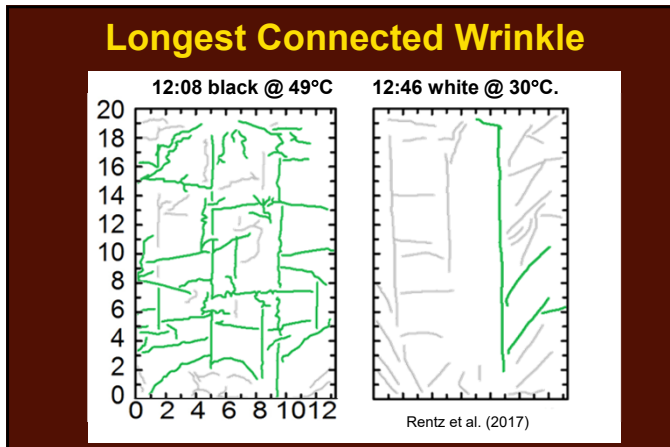 Longest Connected Wrinkle
12:08 black @ 49°C
12:46 white @ 30°C.
20
18
16
14
12
10
8
6
4
2
0
0 2 4 6 8 10 12
Rentz et al. (2017)